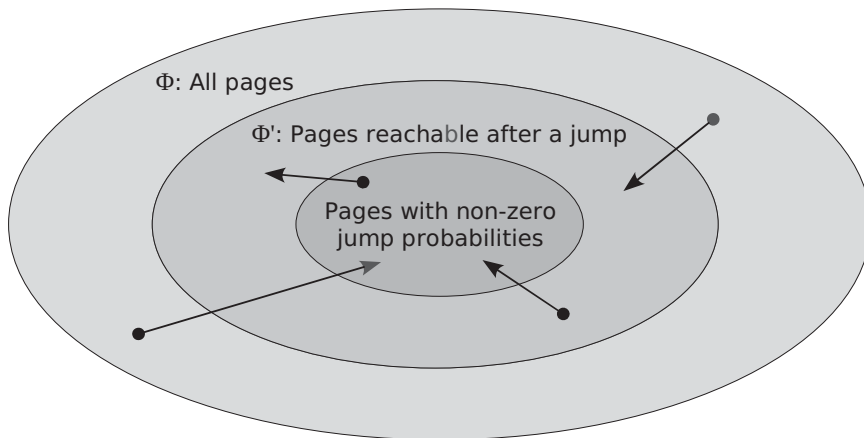 Φ: All pages
Φ': Pages reachable after a jump
Pages with non-zero
jump probabilities